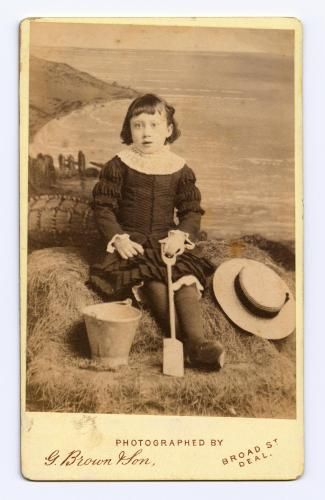 PHOTOGRAPHED BY
G. Brown & Son,
BROAD ST
DEAL.